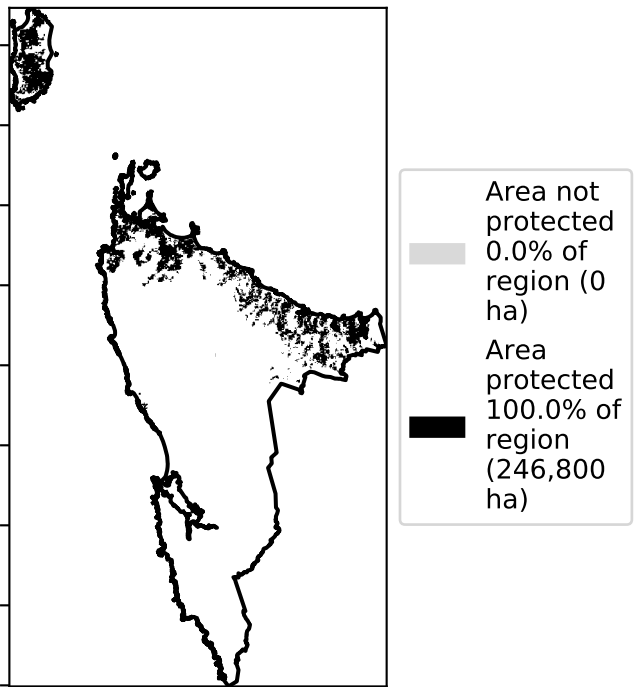 Area not
protected
0.0% of
region (0
ha)
Area
protected
100.0% of
region
(246,800
ha)